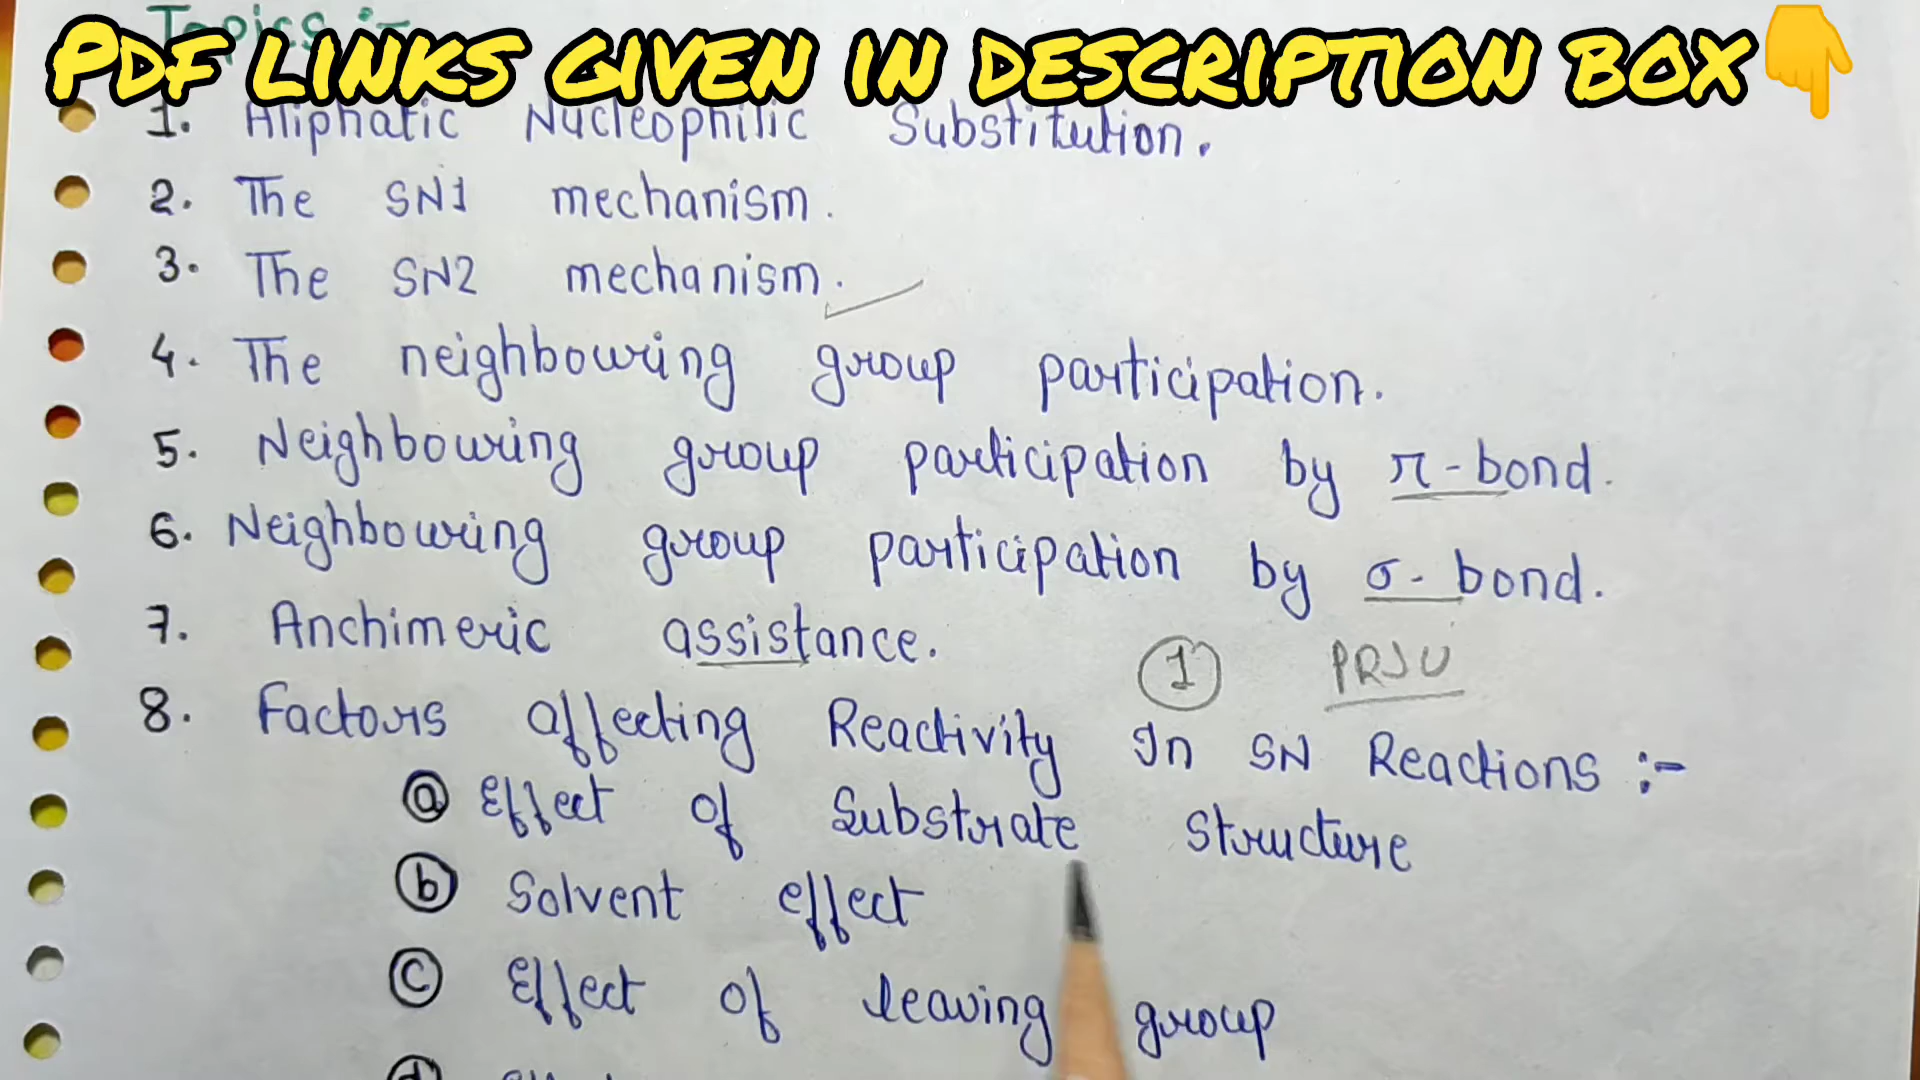 Topics :-
PDF LINKS GIVEN IN DESCRIPTION BOX👇
1. Aliphatic Nucleophilic Substitution.
2. The SN1 mechanism.
3. The SN2 mechanism.
4. The neighbouring group participation.
5. Neighbouring group participation by π-bond.
6. Neighbouring group participation by σ-bond.
7. Anchimeric assistance.
1 PRSU
8. Factors affecting Reactivity In SN Reactions :-
(a) Effect of Substrate Structure
(b) Solvent effect
(c) Effect of leaving group
(d)